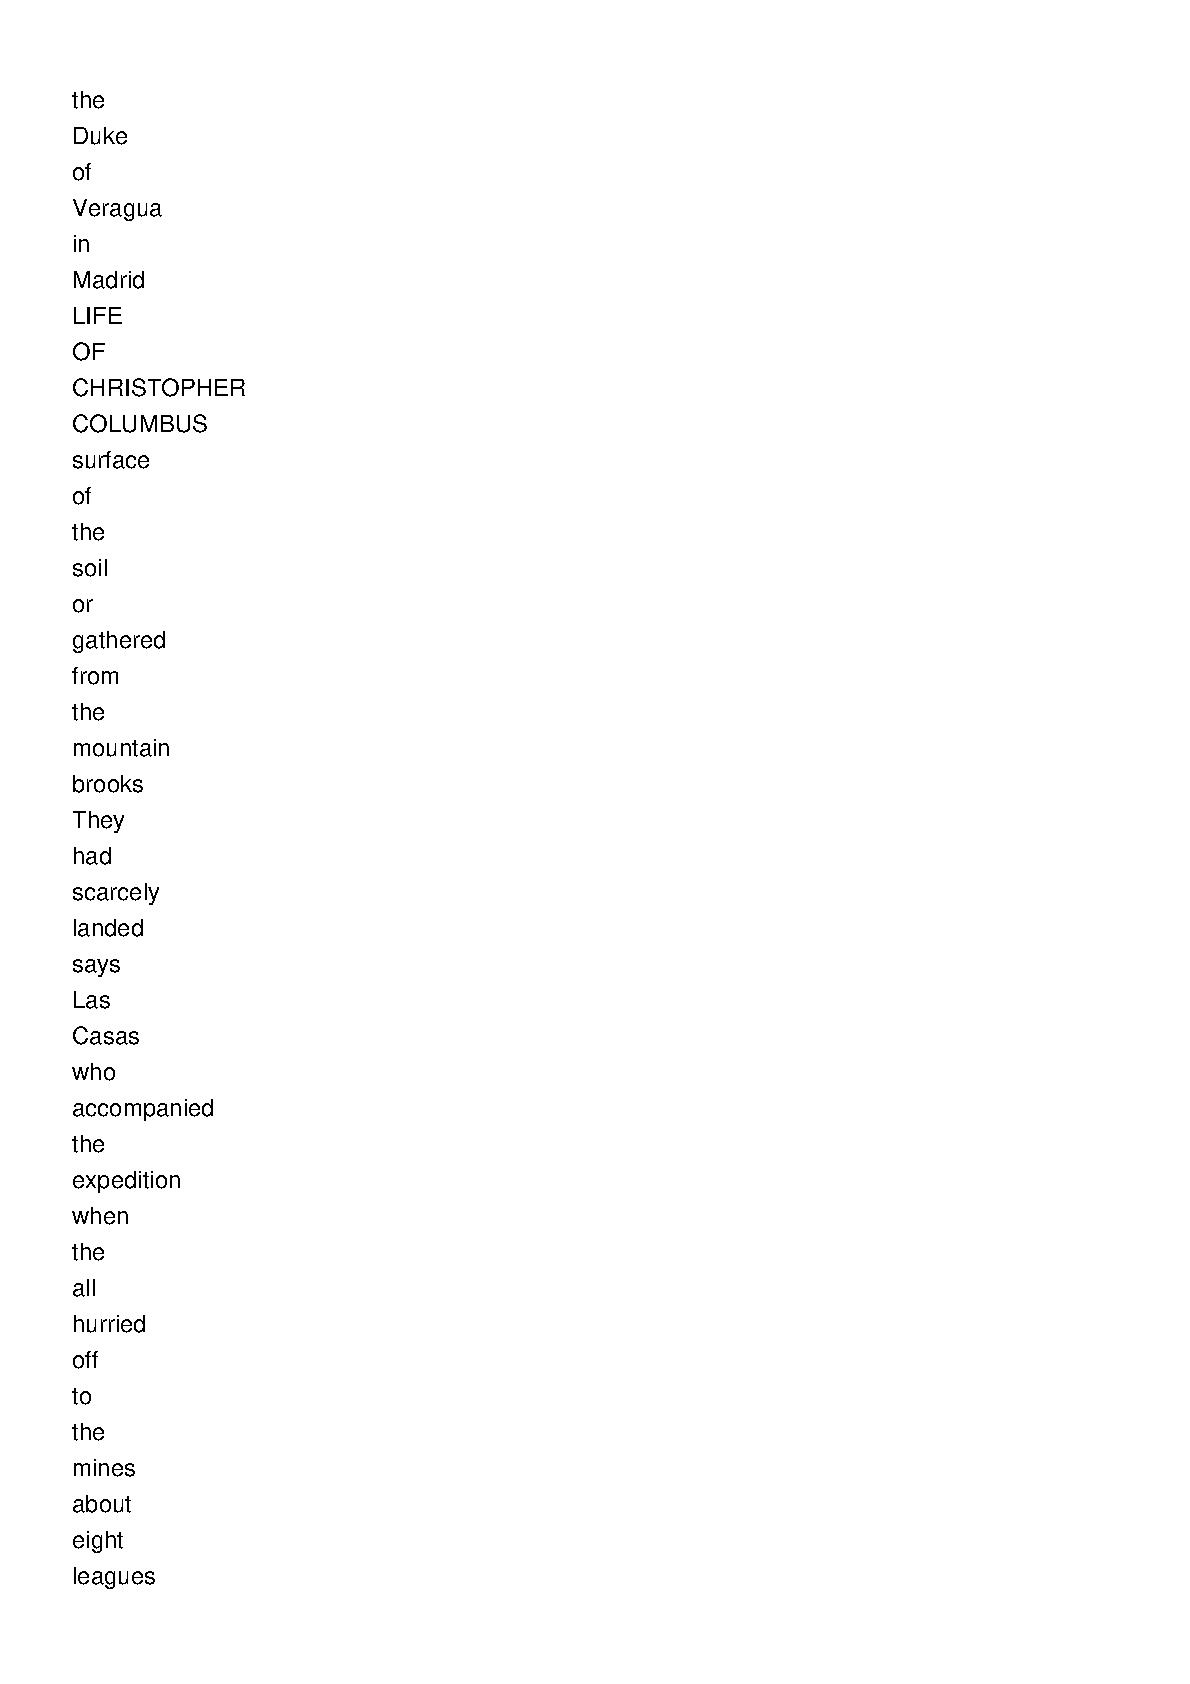 the
Duke
of
Veragua
in
Madrid
LIFE
OF
CHRISTOPHER
COLUMBUS
surface
of
the
soil
or
gathered
from
the
mountain
brooks
They
had
scarcely
landed
says
Las
Casas
who
accompanied
the
expedition
when
the
all
hurried
off
to
the
mines
about
eight
leagues